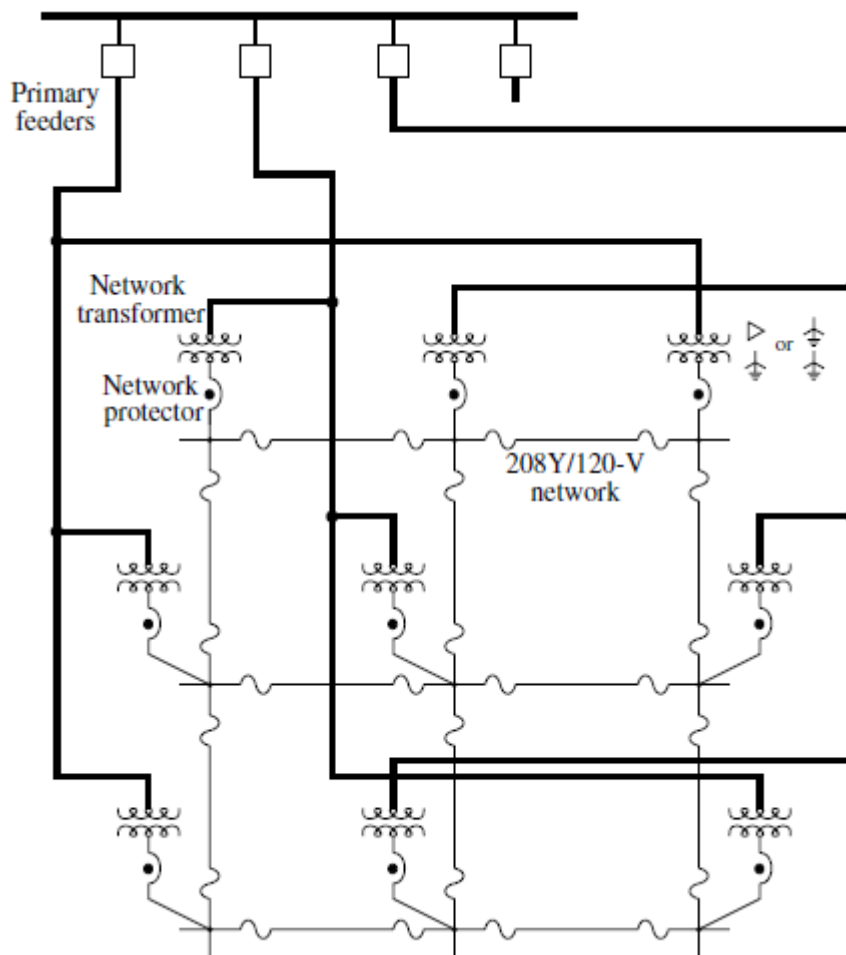 Primary
feeders
Network
transformer
or
Network
protector
208Y/120-V
network